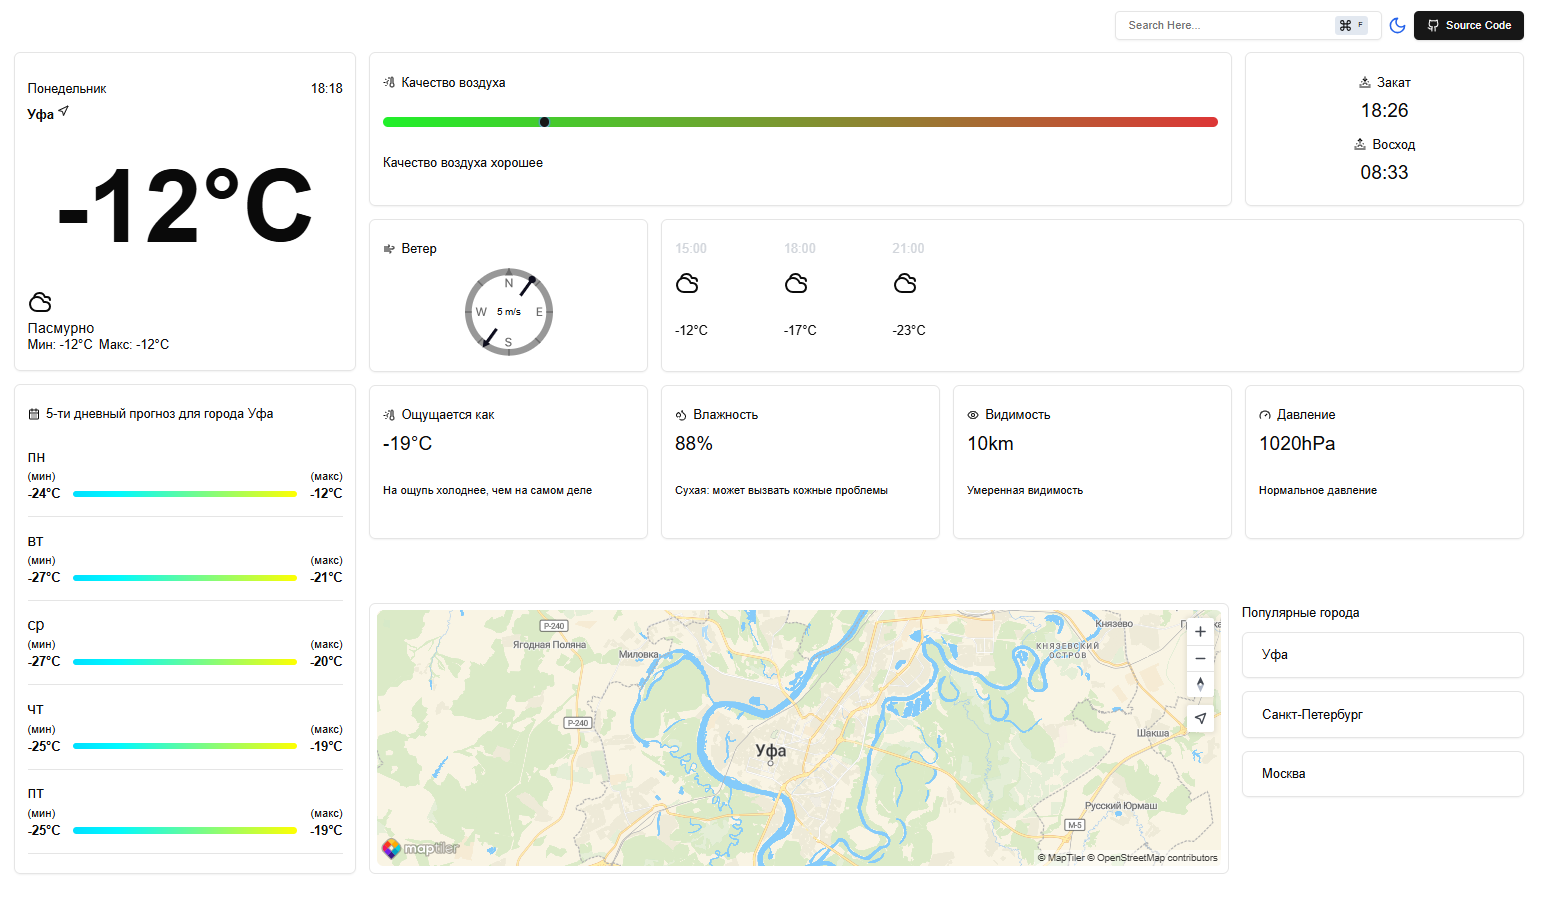 Search Here...
⌘ F
Source Code
Понедельник
18:18
Уфа
-12°C
Пасмурно
Мин: -12°C Макс: -12°C
Качество воздуха
Качество воздуха хорошее
Закат
18:26
Восход
08:33
Ветер
N
W
5 m/s
E
S
15:00
18:00
21:00
-12°C
-17°C
-23°C
5-ти дневный прогноз для города Уфа
пн
(мин)
(макс)
-24°C
-12°C
вт
(мин)
(макс)
-27°C
-21°C
ср
(мин)
(макс)
-27°C
-20°C
чт
(мин)
(макс)
-25°C
-19°C
пт
(мин)
(макс)
-25°C
-19°C
Ощущается как
-19°C
На ощупь холоднее, чем на самом деле
Влажность
88%
Сухая: может вызвать кожные проблемы
Видимость
10km
Умеренная видимость
Давление
1020hPa
Нормальное давление
Р-240
Ягодная Поляна
Миловка
Князево
КНЯЗЕВСКИЙ
ОСТРОВ
Р-240
Шакша
Уфа
Русский Юрмаш
М-5
maptiler
© MapTiler © OpenStreetMap contributors
Популярные города
Уфа
Санкт-Петербург
Москва